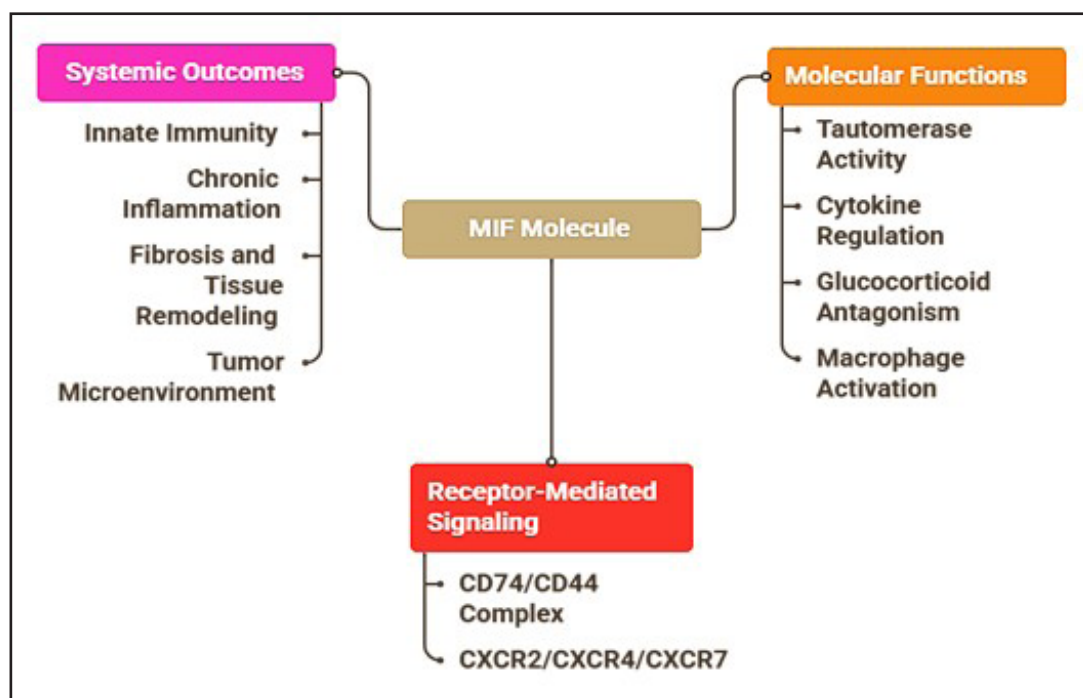 Systemic Outcomes
Innate Immunity
Chronic
Inflammation
Fibrosis and
Tissue
Remodeling
Tumor
Microenvironment
MIF Molecule
Molecular Functions
Tautomerase
Activity
Cytokine
Regulation
Glucocorticoid
Antagonism
Macrophage
Activation
Receptor-Mediated
Signaling
CD74/CD44
Complex
CXCR2/CXCR4/CXCR7